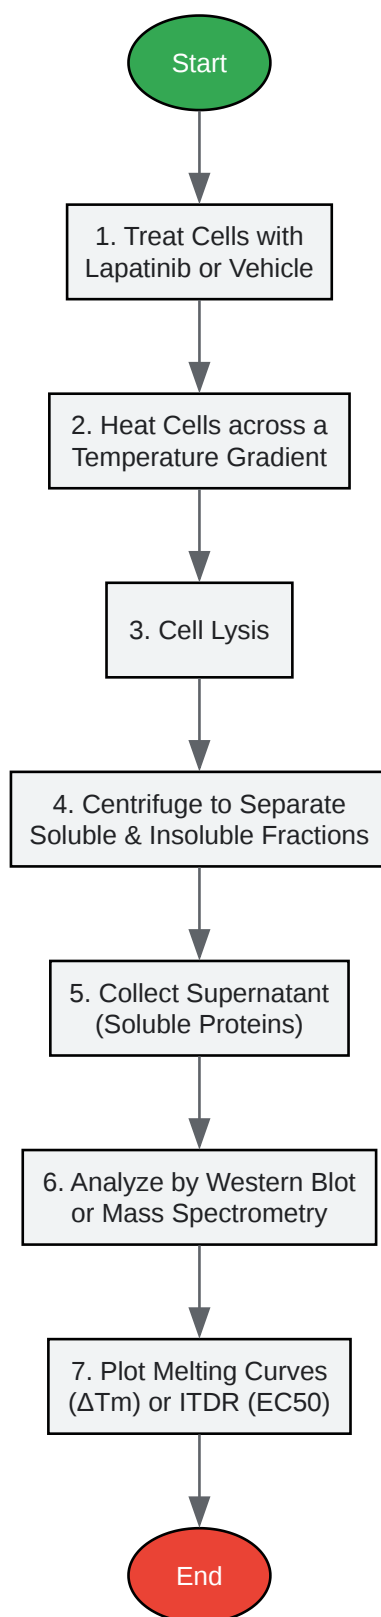 Start
1. Treat Cells with
Lapatinib or Vehicle
2. Heat Cells across a
Temperature Gradient
3. Cell Lysis
4. Centrifuge to Separate
Soluble & Insoluble Fractions
5. Collect Supernatant
(Soluble Proteins)
6. Analyze by Western Blot
or Mass Spectrometry
7. Plot Melting Curves
(ΔTm) or ITDR (EC50)
End